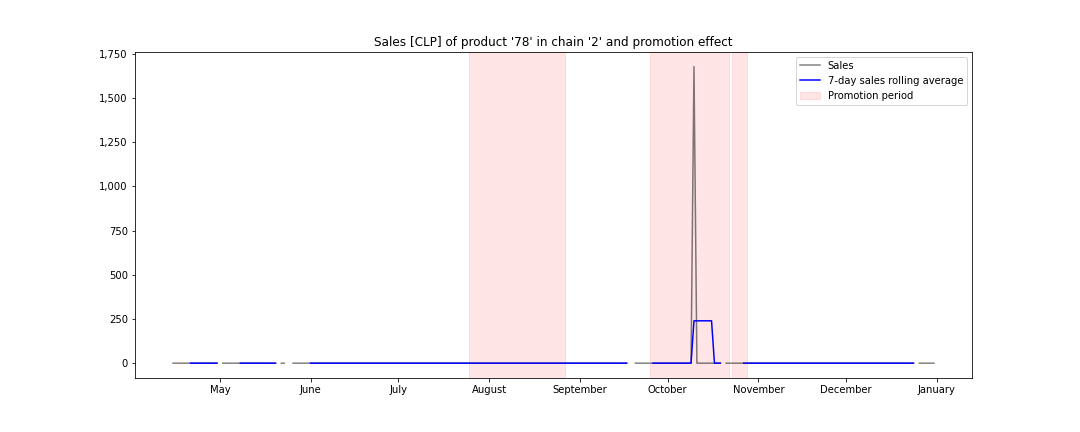 Sales [CLP] of product '78' in chain '2' and promotion effect
1,750
1,500
1,250
1,000
750
500
250
0
Sales
7-day sales rolling average
Promotion period
May
June
July
August
September
October
November
December
January